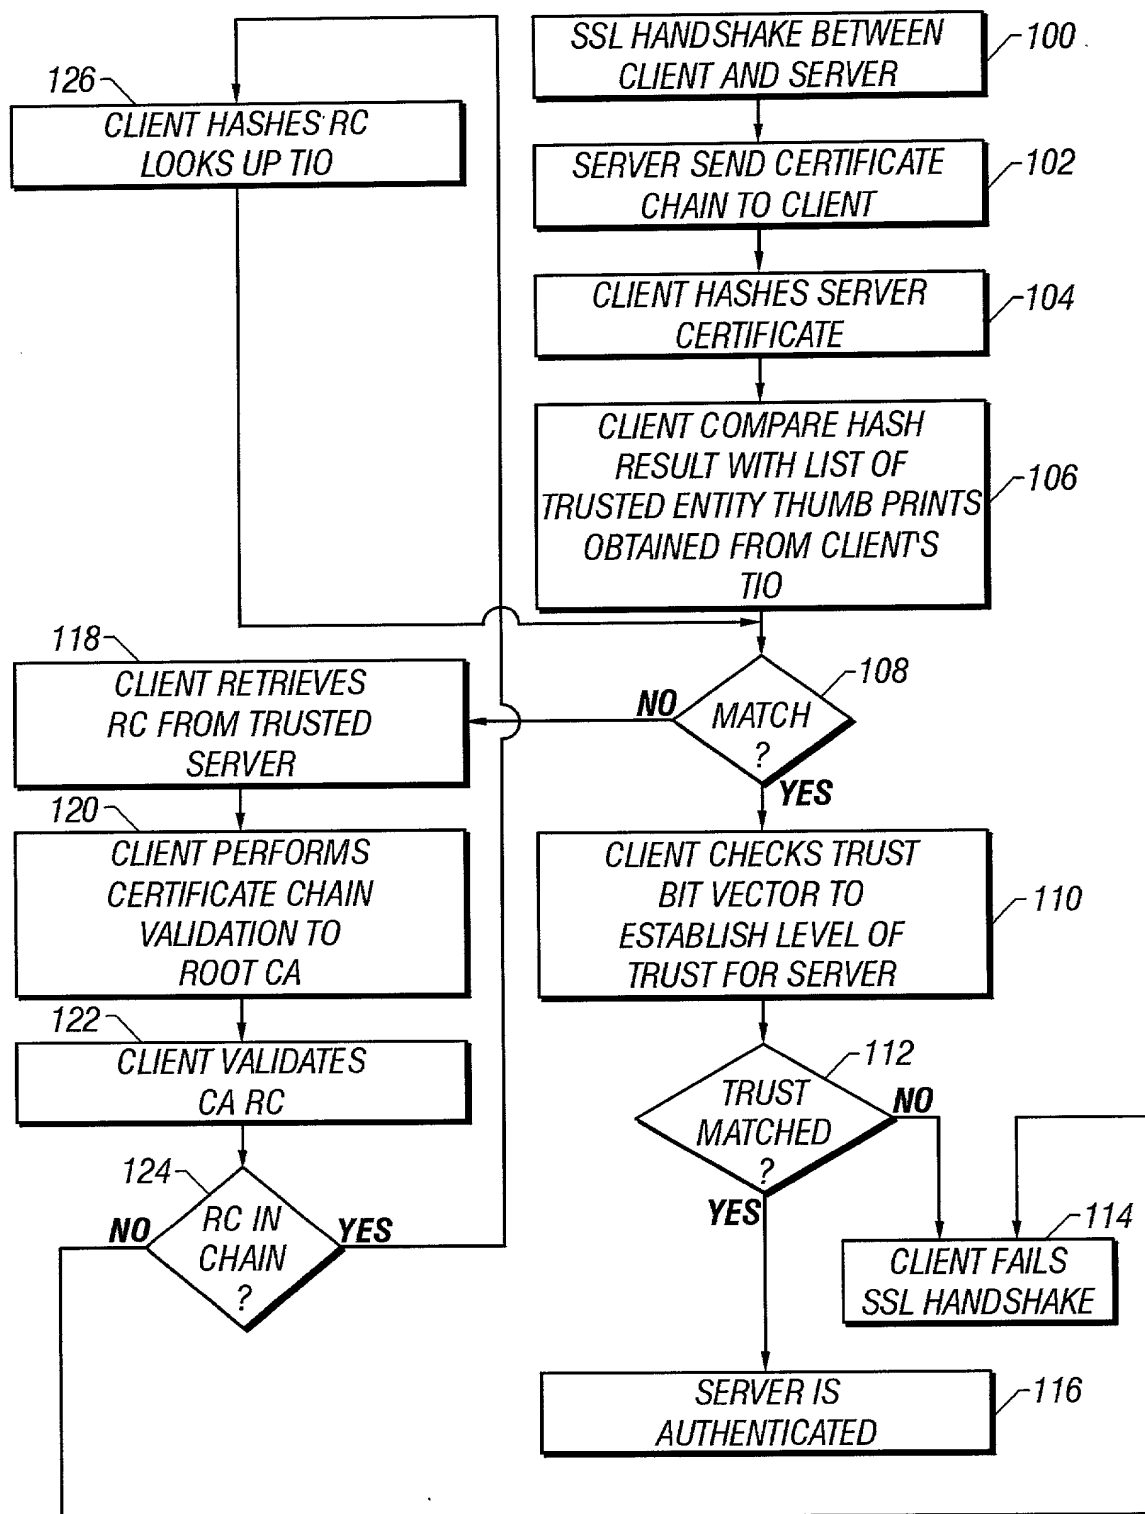 SSL HANDSHAKE BETWEEN
CLIENT AND SERVER
100
126
CLIENT HASHES RC
LOOKS UP TIO
SERVER SEND CERTIFICATE
CHAIN TO CLIENT
102
CLIENT HASHES SERVER
CERTIFICATE
104
CLIENT COMPARE HASH
RESULT WITH LIST OF
TRUSTED ENTITY THUMB PRINTS
OBTAINED FROM CLIENT'S
TIO
106
118
CLIENT RETRIEVES
RC FROM TRUSTED
SERVER
108
NO
MATCH
?
YES
120
CLIENT PERFORMS
CERTIFICATE CHAIN
VALIDATION TO
ROOT CA
CLIENT CHECKS TRUST
BIT VECTOR TO
ESTABLISH LEVEL OF
TRUST FOR SERVER
110
122
CLIENT VALIDATES
CA RC
112
TRUST
MATCHED
?
NO
YES
124
NO
RC IN
CHAIN
?
YES
114
CLIENT FAILS
SSL HANDSHAKE
SERVER IS
AUTHENTICATED
116